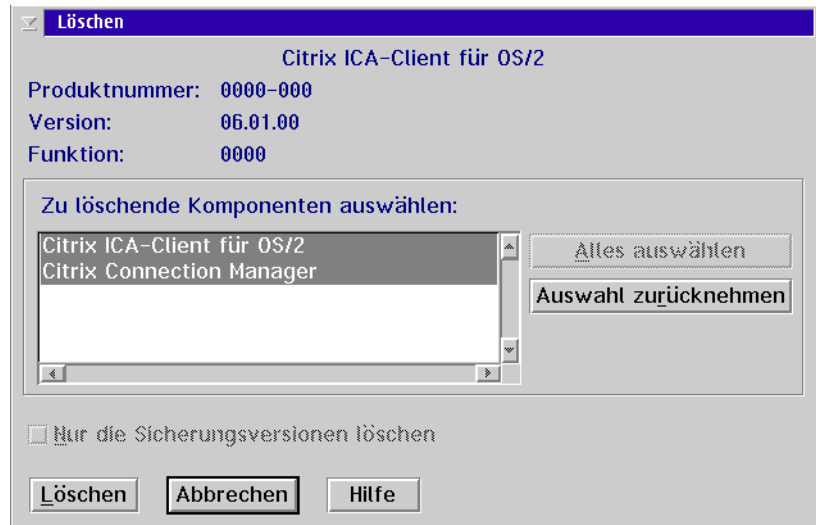 Löschen
Citrix ICA-Client für OS/2
Produktnummer: 0000-000
Version: 06.01.00
Funktion: 0000
Zu löschende Komponenten auswählen:
Citrix ICA-Client für OS/2
Citrix Connection Manager
Alles auswählen
Auswahl zurücknehmen
Nur die Sicherungsversionen löschen
Löschen Abbrechen Hilfe